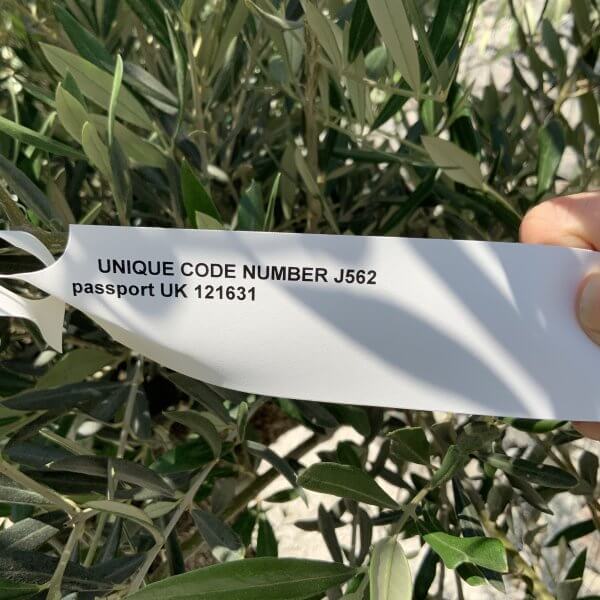 UNIQUE CODE NUMBER J562
passport UK 121631